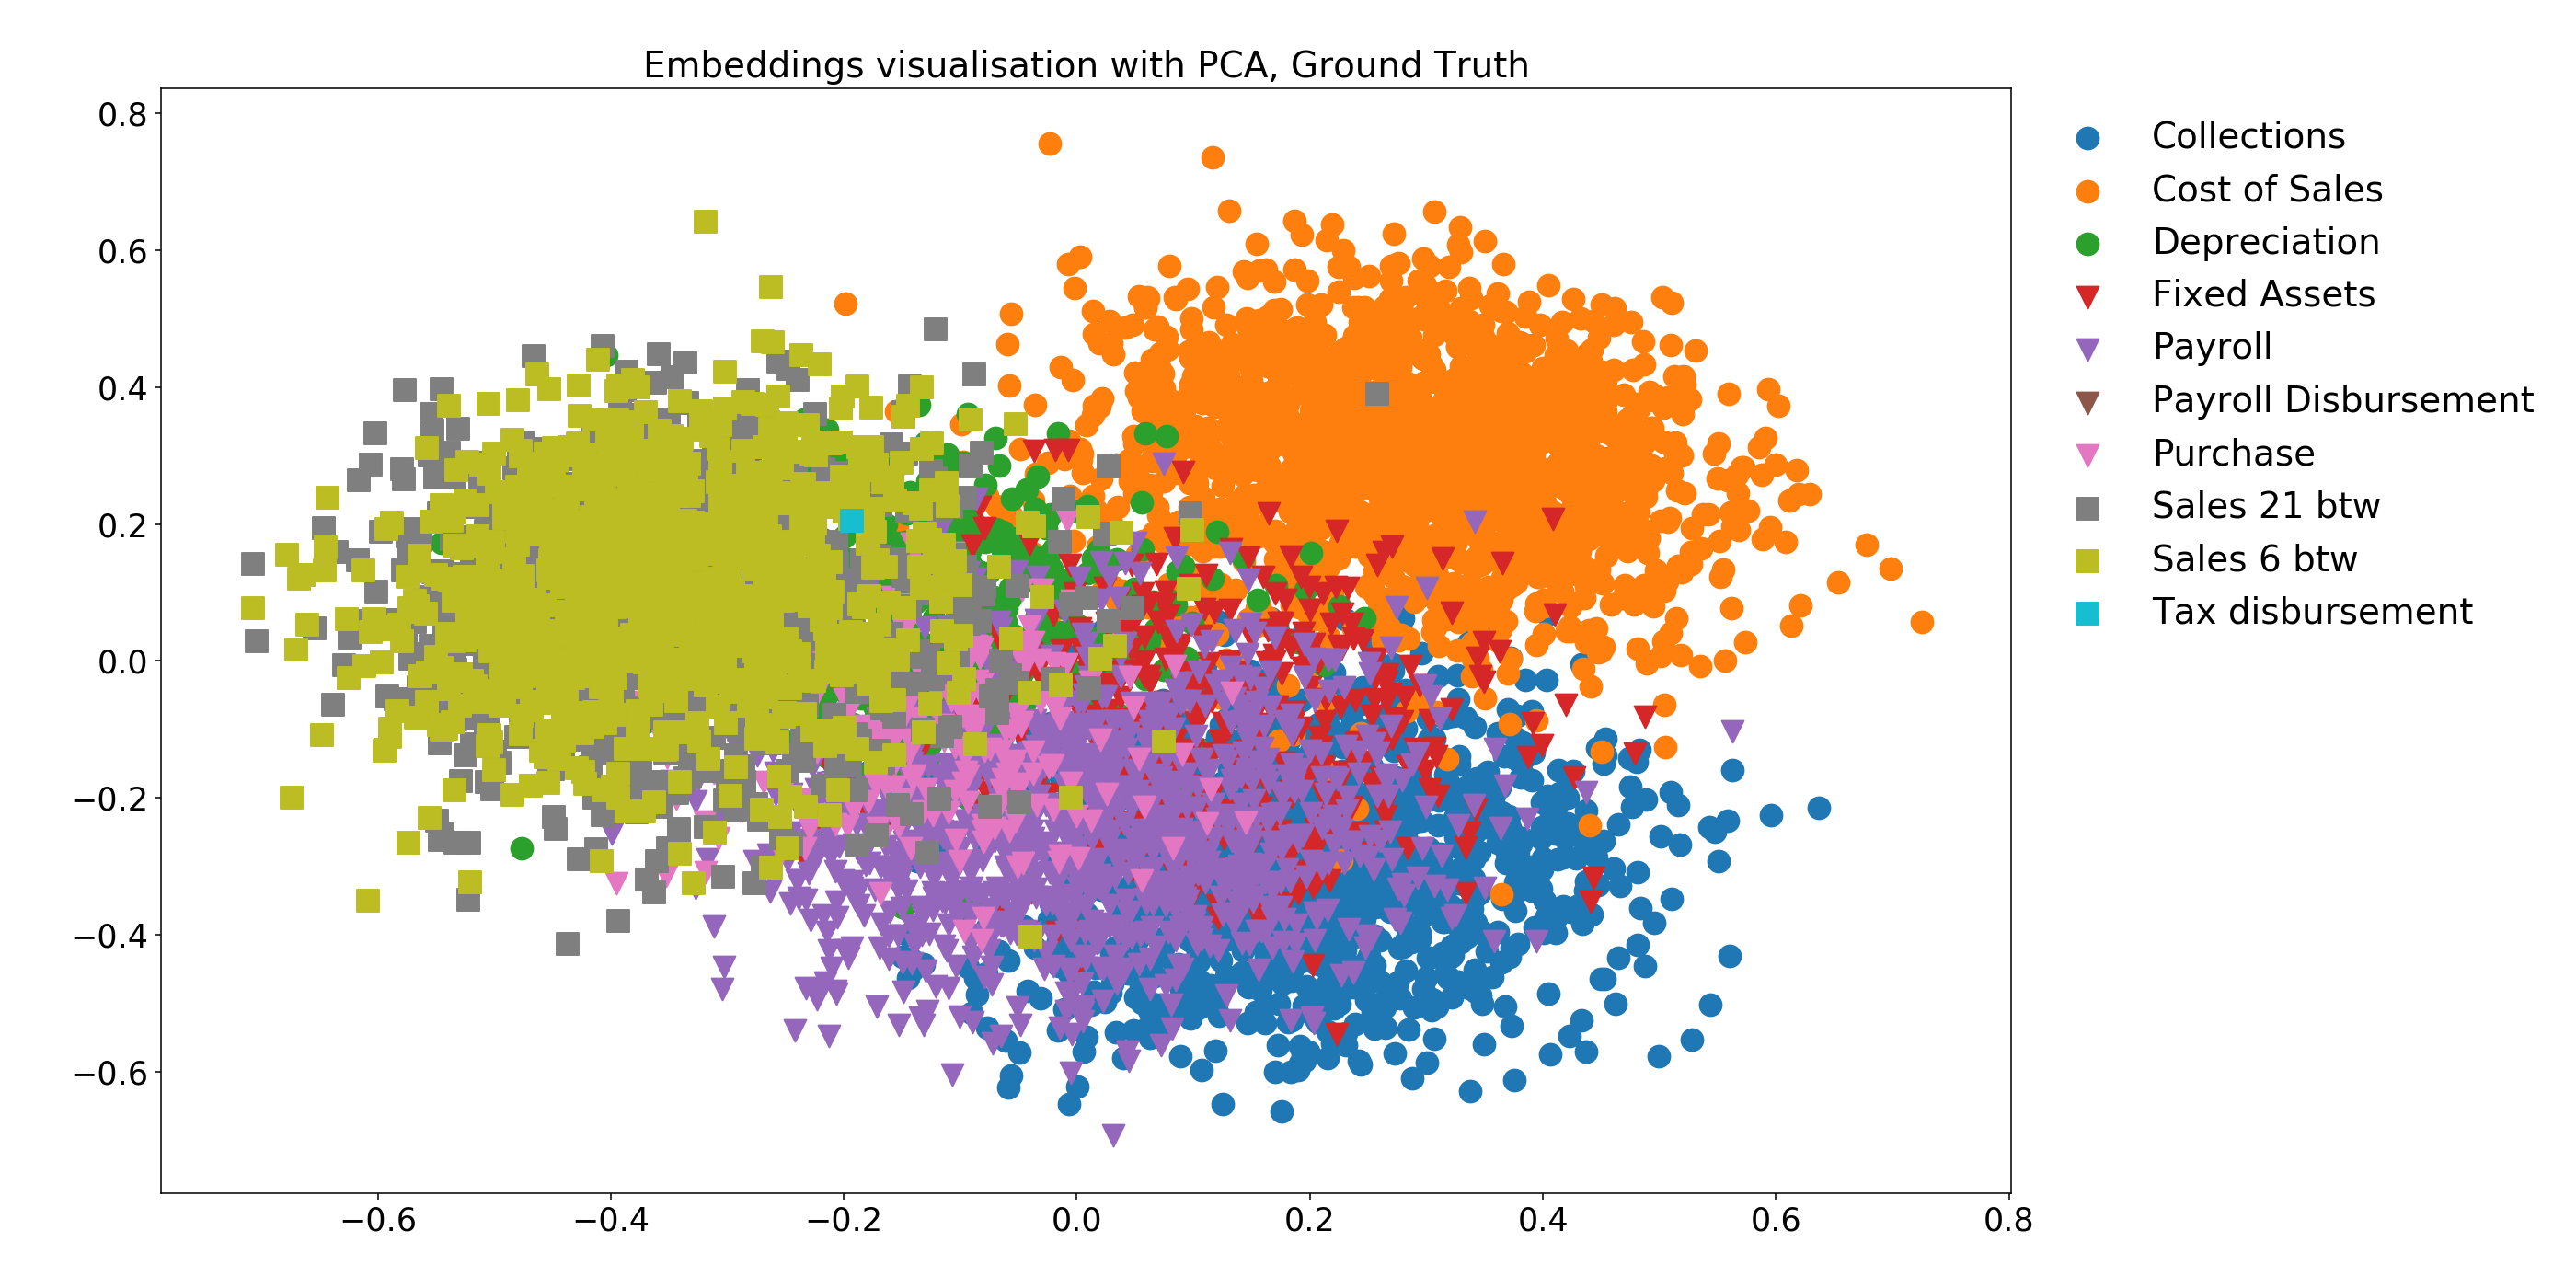 Embeddings visualisation with PCA, Ground Truth
0.8
0.6
0.4
0.2
0.0
−0.2
−0.4
−0.6
−0.6
−0.4
−0.2
0.0
0.2
0.4
0.6
0.8
Collections
Cost of Sales
Depreciation
Fixed Assets
Payroll
Payroll Disbursement
Purchase
Sales 21 btw
Sales 6 btw
Tax disbursement